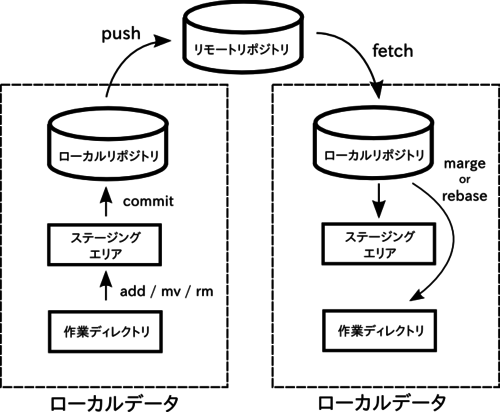 push
リモートリポジトリ
fetch
ローカルリポジトリ
commit
ステージング
エリア
add / mv / rm
作業ディレクトリ
ローカルデータ
ローカルリポジトリ
marge
or
rebase
ステージング
エリア
作業ディレクトリ
ローカルデータ